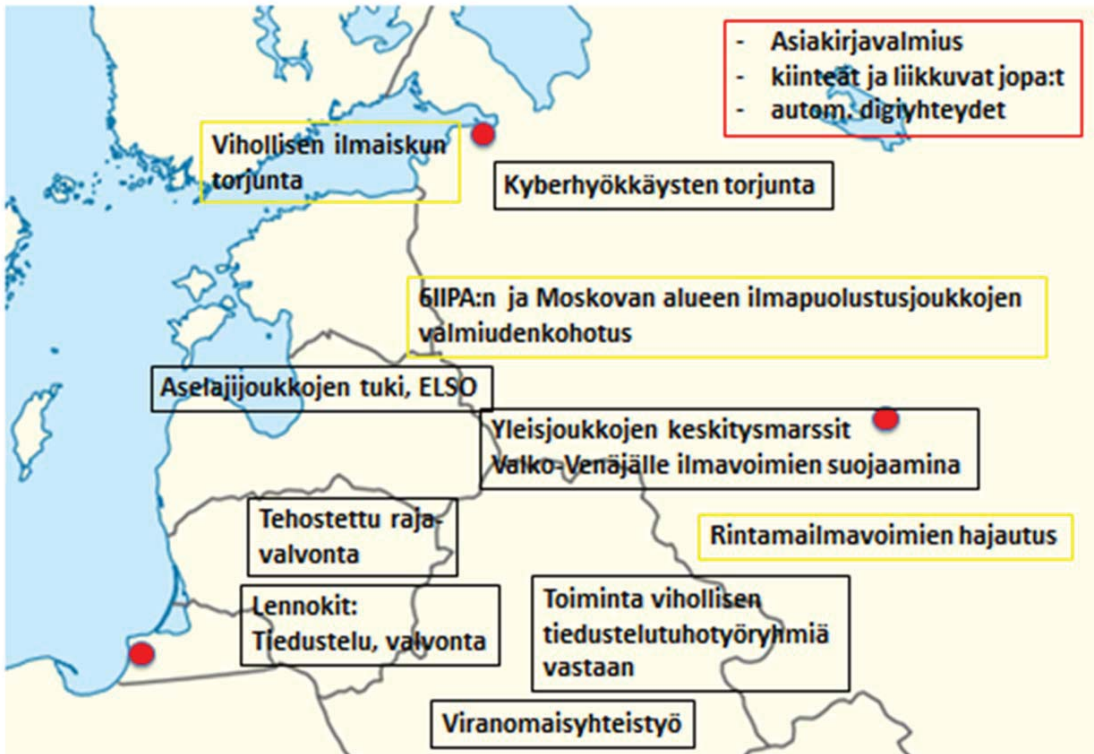 - Asiakirjavalmius
- kiinteät ja liikkuvat jopa:t
- autom. digiyhteydet
Vihollisen ilmaiskun
torjunta
Kyberhyökkäysten torjunta
6IIPA:n ja Moskovan alueen ilmapuolustusjoukkojen
valmiudenkohotus
Aselajijoukkojen tuki, ELSO
Yleisjoukkojen keskitysmarssit
Valko-Venäjälle ilmavoimien suojaamina
Tehostettu raja-
valvonta
Rintamailmavoimien hajautus
Lennokit:
Tiedustelu, valvonta
Toiminta vihollisen
tiedustelutuhotyöryhmiä
vastaan
Viranomaisyhteistyö